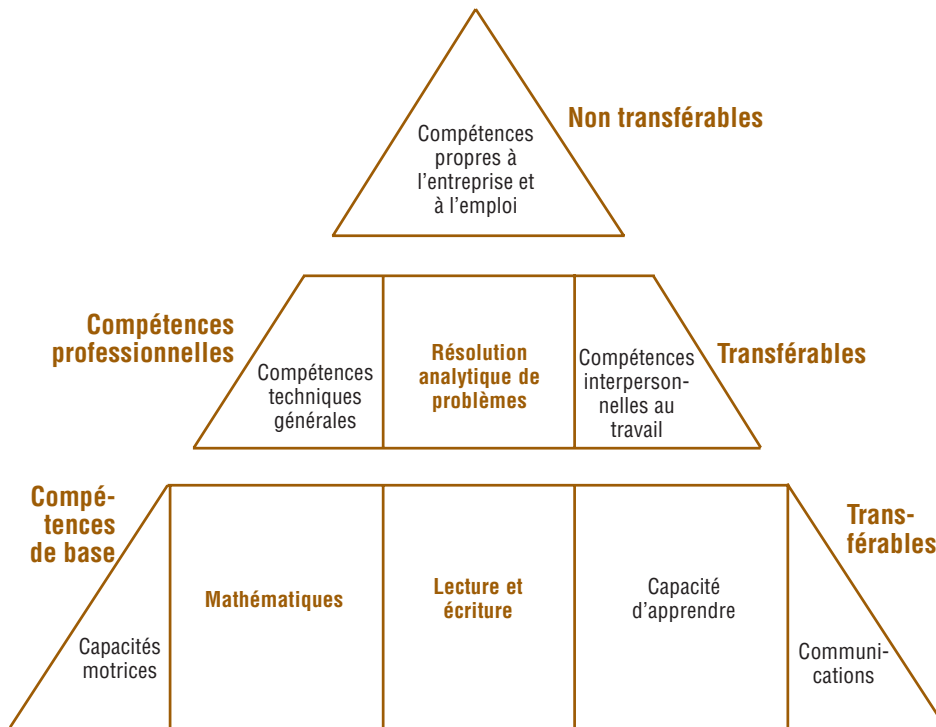 Compétences
propres à
l'entreprise et
à l'emploi
Non transférables
Compétences
professionnelles
Compétences
techniques
générales
Résolution
analytique de
problèmes
Compétences
interperson-
nelles au
travail
Transférables
Compé-
tences
de base
Capacités
motrices
Mathématiques
Lecture et
écriture
Capacité
d'apprendre
Communi-
cations
Trans-
férables